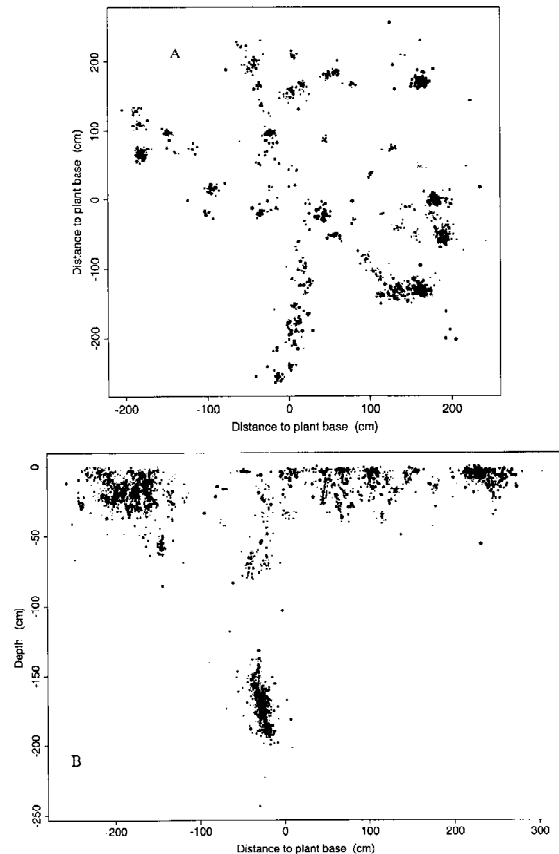 A
200
100
0
-100
-200
Distance to plant base (cm)
-200 -100 0 100 200
Distance to plant base (cm)
B
0
-50
-100
-150
-200
-250
Depth (cm)
-200 -100 0 100 200 300
Distance to plant base (cm)